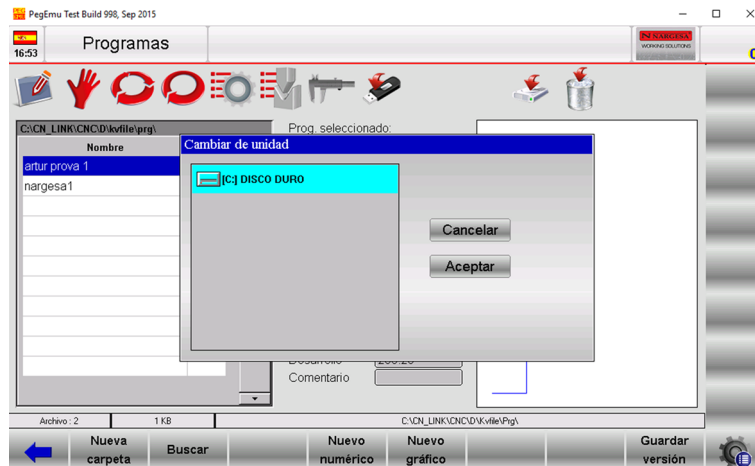 PegEmu Test Build 998, Sep 2015
16:53
Programas
N NARGESA
WORKING SOLUTIONS
C:\CN_LINK\CNC\D\kvfile\prg\
Prog. seleccionado:
Nombre
Cambiar de unidad
artur prova 1
nargesa1
[C:] DISCO DURO
Cancelar
Aceptar
Comentario
Archivo : 2
1 KB
C:\CN_LINK\CNC\D\Kvfile\Prg\
Nueva carpeta
Buscar
Nuevo numérico
Nuevo gráfico
Guardar versión